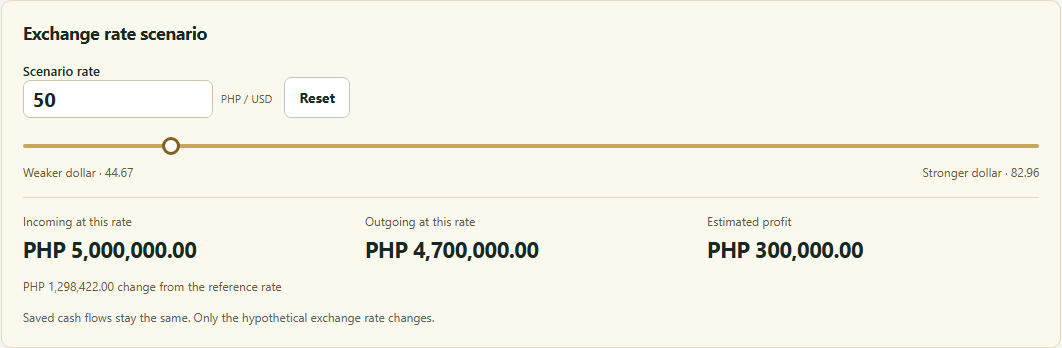 Exchange rate scenario
Scenario rate
50 PHP / USD Reset
Weaker dollar · 44.67 Stronger dollar · 82.96
Incoming at this rate Outgoing at this rate Estimated profit
PHP 5,000,000.00 PHP 4,700,000.00 PHP 300,000.00
PHP 1,298,422.00 change from the reference rate
Saved cash flows stay the same. Only the hypothetical exchange rate changes.